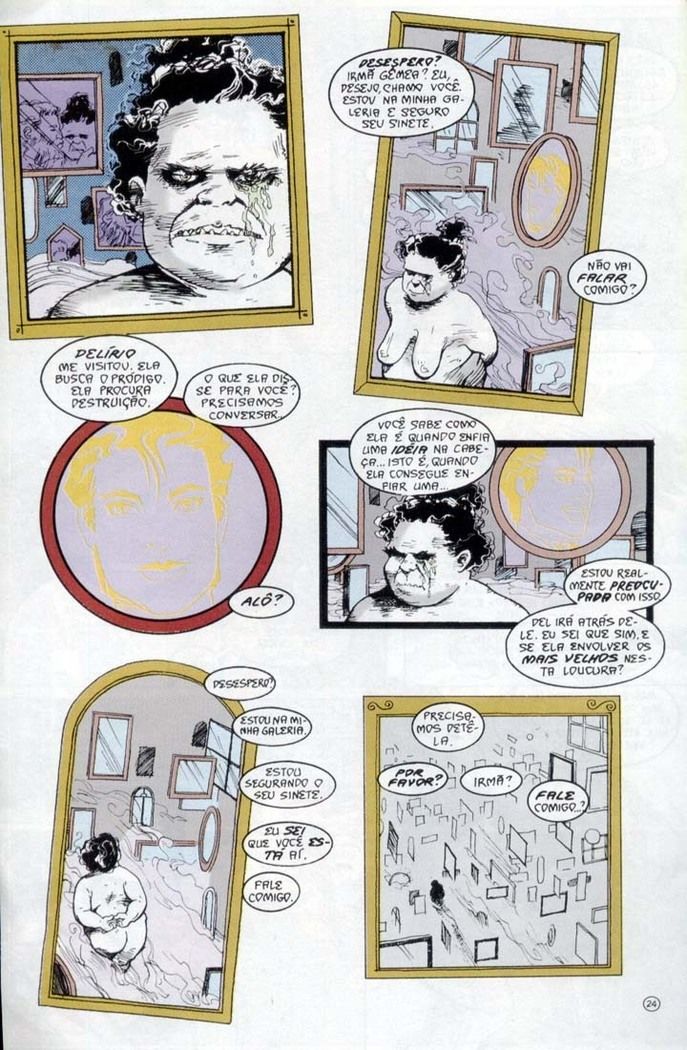 DESESPERO?
IRMÃ GÊMEA? EU,
DESEJO, CHAMO VOCÊ.
ESTOU NA MINHA GA-
LERIA E SEGURO
SEU SINETE.
NÃO VAI
FALAR
COMIGO?
DELÍRIO
ME VISITOU. ELA
BUSCA O PRÓDIGO.
ELA PROCURA
DESTRUIÇÃO.
O QUE ELA DIS-
SE PARA VOCÊ?
PRECISAMOS
CONVERSAR...
ALÔ?
VOCÊ SABE COMO
ELA É QUANDO ENFIA
UMA IDÉIA NA CABE-
ÇA... ISTO É, QUANDO
ELA CONSEGUE EN-
FIAR UMA...
ESTOU REAL-
MENTE PREOCU-
PADA COM ISSO.
DEL IRÁ ATRÁS DE-
LE. EU SEI QUE SIM. E
SE ELA ENVOLVER OS
MAIS VELHOS NES-
TA LOUCURA?
DESESPERO?
ESTOU NA MI-
NHA GALERIA.
ESTOU
SEGURANDO O
SEU SINETE.
EU SEI
QUE VOCÊ ES-
TÁ AÍ.
FALE
COMIGO.
PRECISA-
MOS DETÊ-
LA.
POR
FAVOR?
IRMÃ?
FALE
COMIGO..?
24